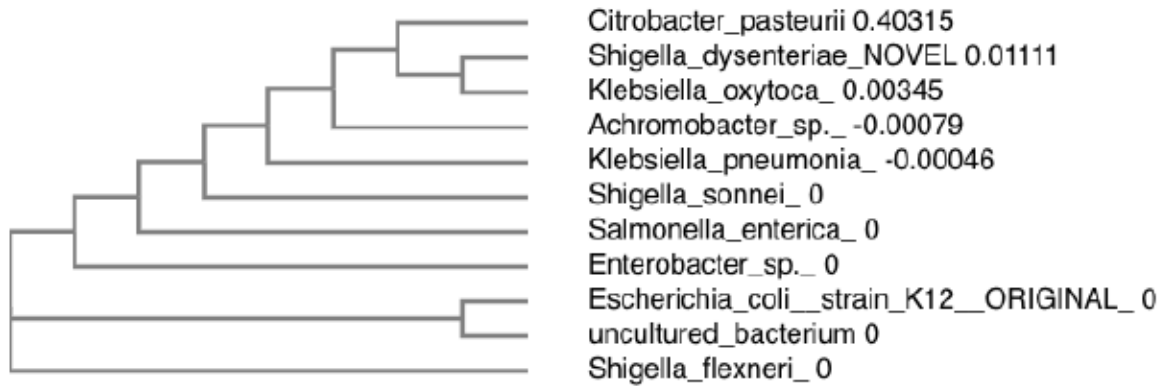 Citrobacter_pasteurii 0.40315
Shigella_dysenteriae_NOVEL 0.01111
Klebsiella_oxytoca_ 0.00345
Achromobacter_sp._ -0.00079
Klebsiella_pneumonia_ -0.00046
Shigella_sonnei_ 0
Salmonella_enterica_ 0
Enterobacter_sp._ 0
Escherichia_coli__strain_K12__ORIGINAL_ 0
uncultured_bacterium 0
Shigella_flexneri_ 0